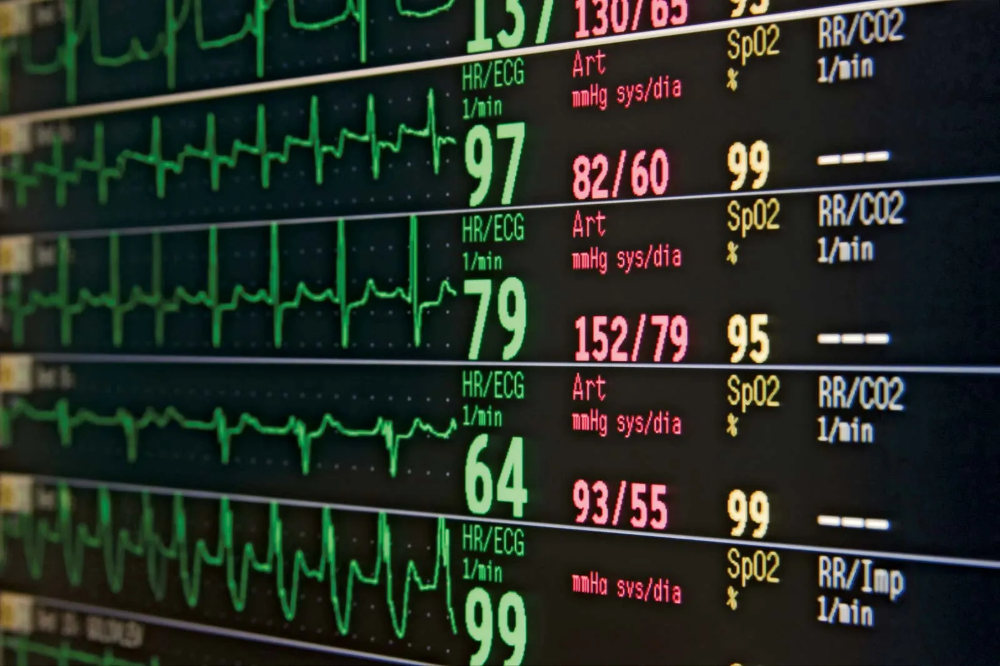 137 130/65 93
HR/ECG Art SpO2 RR/CO2
1/min mmHg sys/dia % 1/min
97 82/60 99 ---
HR/ECG Art SpO2 RR/CO2
1/min mmHg sys/dia % 1/min
79 152/79 95 ---
HR/ECG Art SpO2 RR/CO2
1/min mmHg sys/dia % 1/min
64 93/55 99 ---
HR/ECG SpO2 RR/Imp
1/min mmHg sys/dia % 1/min
99